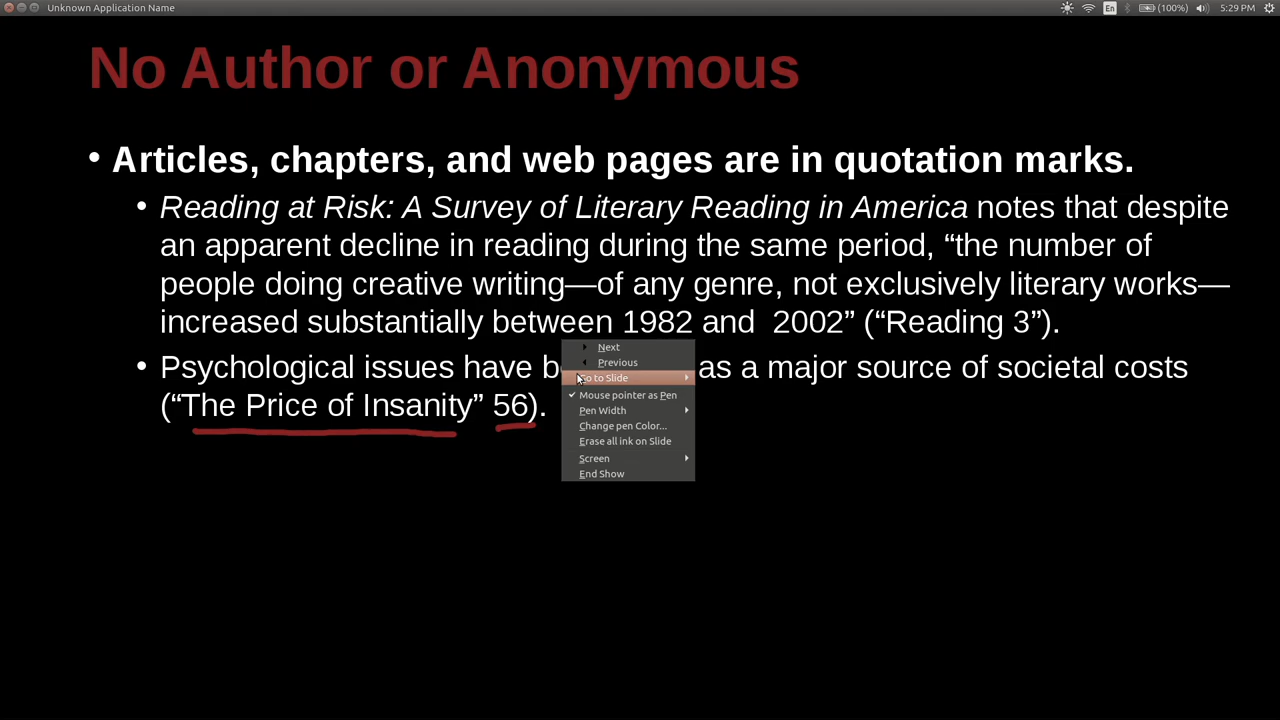 Unknown Application Name
En (100%) 5:29 PM
No Author or Anonymous
• Articles, chapters, and web pages are in quotation marks.
• Reading at Risk: A Survey of Literary Reading in America notes that despite
an apparent decline in reading during the same period, “the number of
people doing creative writing—of any genre, not exclusively literary works—
increased substantially between 1982 and 2002” (“Reading 3”).
• Psychological issues have as a major source of societal costs
(“The Price of Insanity” 56).
Next
Previous
Go to Slide
Mouse pointer as Pen
Pen Width
Change pen Color...
Erase all ink on Slide
Screen
End Show